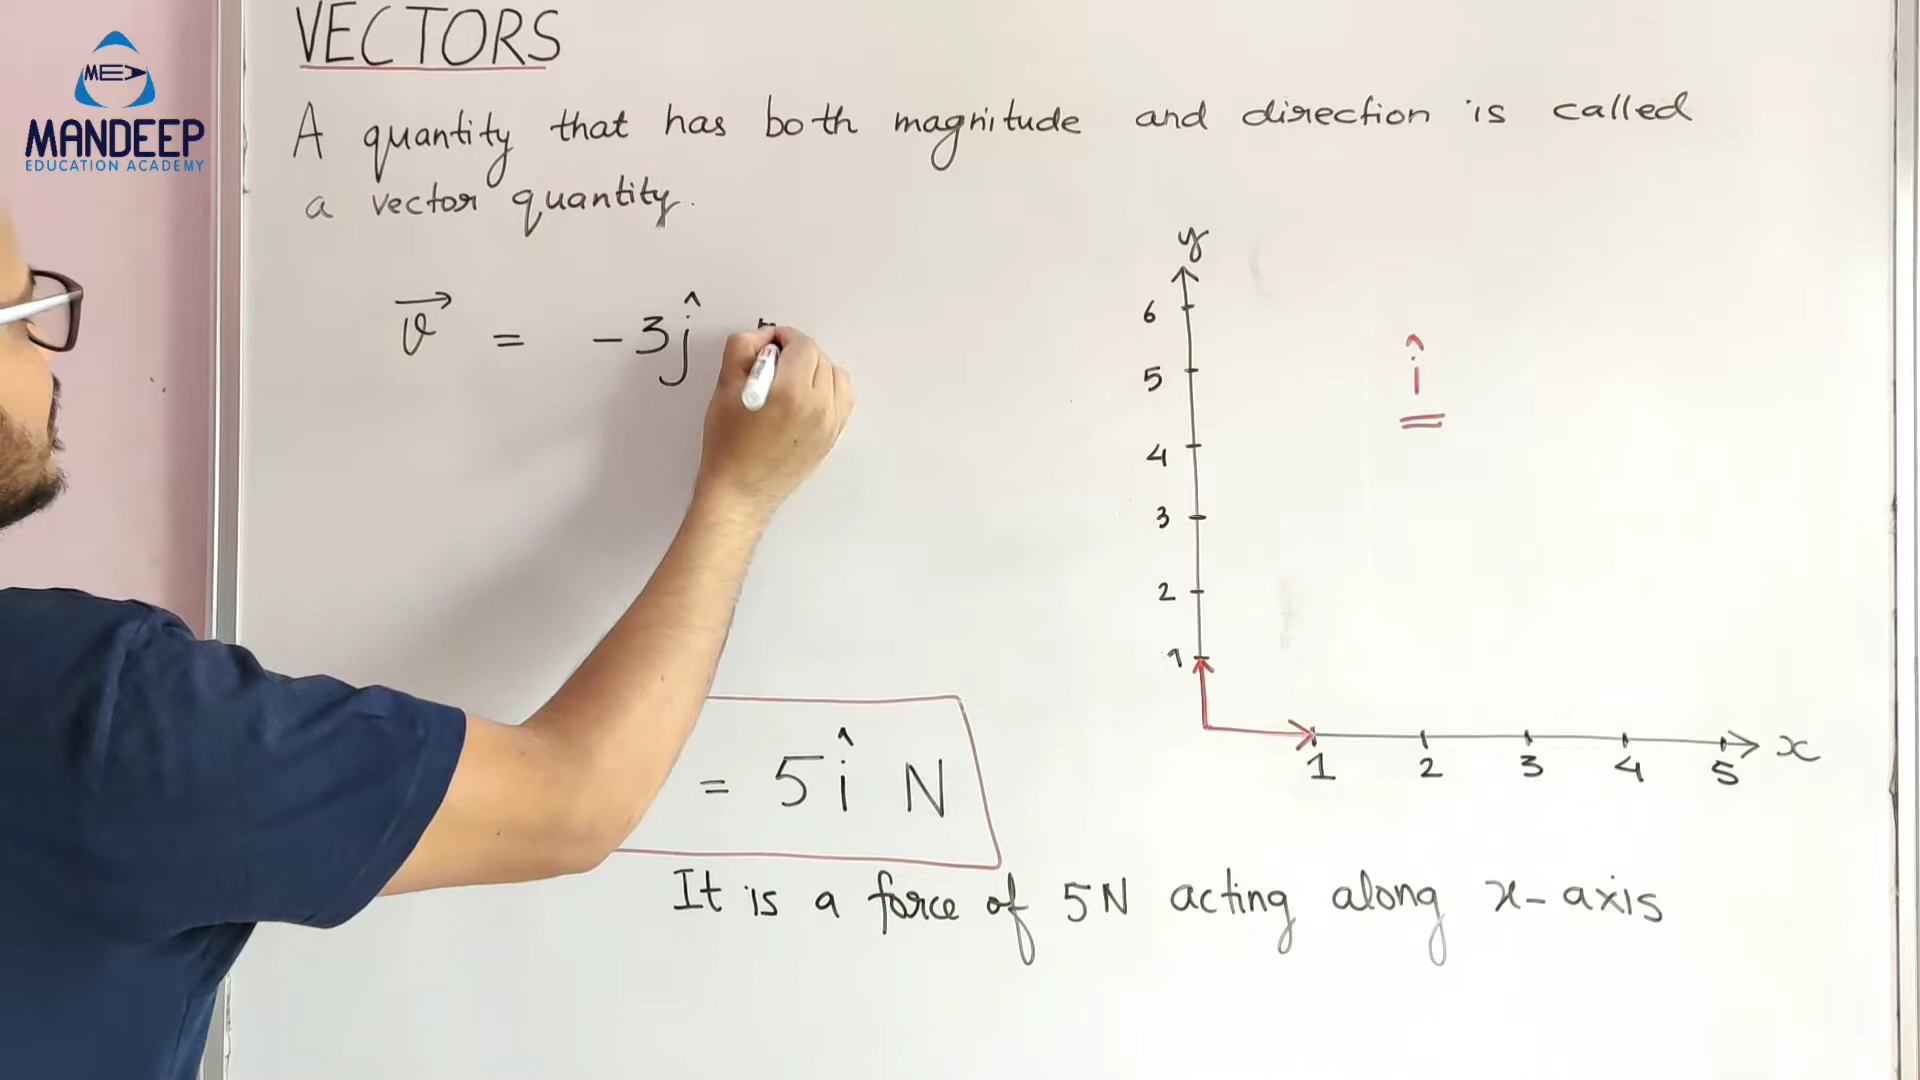 VECTORS
MED
MANDEEP
EDUCATION ACADEMY
A quantity that has both magnitude and direction is called
a vector quantity.
v⃗ = -3ĵ
y
6
5
4
3
2
1
î
1 2 3 4 5 x
= 5î N
It is a force of 5N acting along x-axis